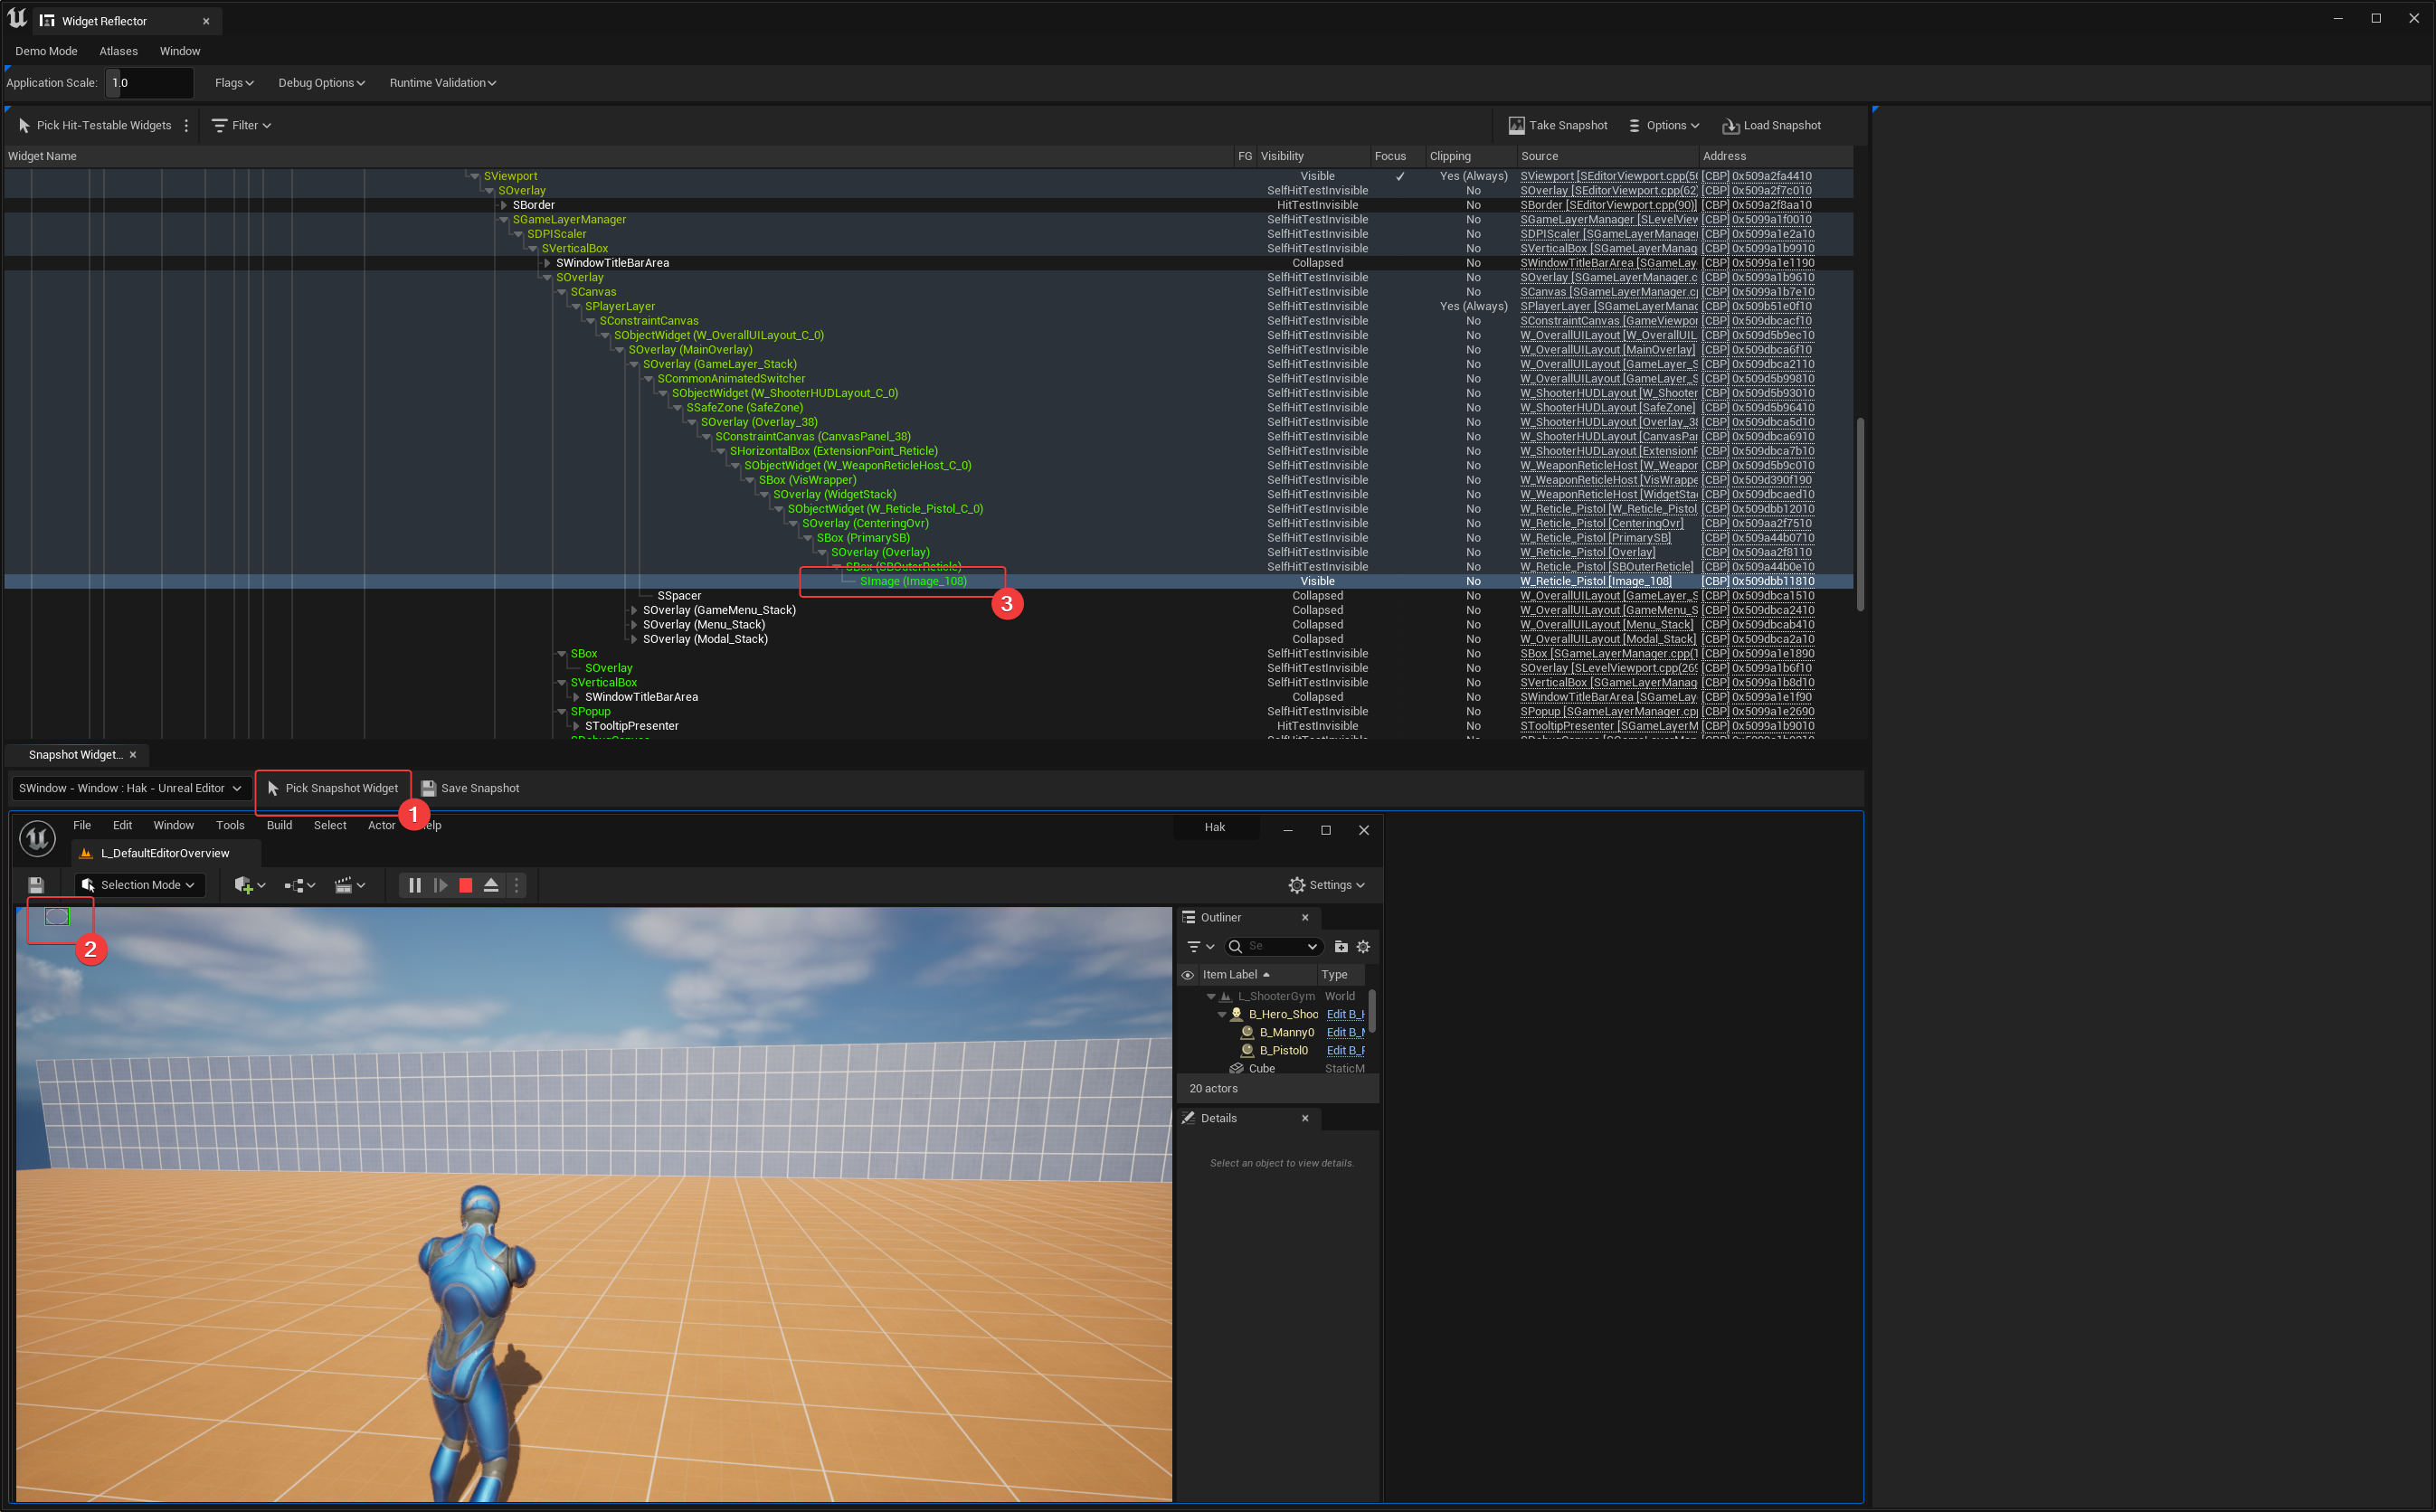 Widget Reflector
Demo Mode Atlases Window
Application Scale: 1.0 Flags Debug Options Runtime Validation
Pick Hit-Testable Widgets Filter Take Snapshot Options Load Snapshot
Widget Name FG Visibility Focus Clipping Source Address
SViewport Visible ✓ Yes (Always) SViewport [SEditorViewport.cpp(56 [CBP] 0x509a2fa4410
SOverlay SelfHitTestInvisible No SOverlay [SEditorViewport.cpp(62) [CBP] 0x509a2f7c010
SBorder HitTestInvisible No SBorder [SEditorViewport.cpp(90)] [CBP] 0x509a2f8aa10
SGameLayerManager SelfHitTestInvisible No SGameLayerManager [SLevelView [CBP] 0x5099a1f0010
SDPIScaler SelfHitTestInvisible No SDPIScaler [SGameLayerManager [CBP] 0x5099a1e2a10
SVerticalBox SelfHitTestInvisible No SVerticalBox [SGameLayerManag [CBP] 0x5099a1b9910
SWindowTitleBarArea Collapsed No SWindowTitleBarArea [SGameLay [CBP] 0x5099a1e1190
SOverlay SelfHitTestInvisible No SOverlay [SGameLayerManager.c [CBP] 0x5099a1b9610
SCanvas SelfHitTestInvisible No SCanvas [SGameLayerManager.c [CBP] 0x5099a1b7e10
SPlayerLayer SelfHitTestInvisible Yes (Always) SPlayerLayer [SGameLayerManag [CBP] 0x509b51e0f10
SConstraintCanvas SelfHitTestInvisible No SConstraintCanvas [GameViewpor [CBP] 0x509dbcacf10
SObjectWidget (W_OverallUILayout_C_0) SelfHitTestInvisible No W_OverallUILayout [W_OverallUIL [CBP] 0x509d5b9ec10
SOverlay (MainOverlay) SelfHitTestInvisible No W_OverallUILayout [MainOverlay] [CBP] 0x509dbca6f10
SOverlay (GameLayer_Stack) SelfHitTestInvisible No W_OverallUILayout [GameLayer_S [CBP] 0x509dbca2110
SCommonAnimatedSwitcher SelfHitTestInvisible No W_OverallUILayout [GameLayer_S [CBP] 0x509d5b99810
SObjectWidget (W_ShooterHUDLayout_C_0) SelfHitTestInvisible No W_ShooterHUDLayout [W_Shooter [CBP] 0x509d5b93010
SSafeZone (SafeZone) SelfHitTestInvisible No W_ShooterHUDLayout [SafeZone] [CBP] 0x509d5b96410
SOverlay (Overlay_38) SelfHitTestInvisible No W_ShooterHUDLayout [Overlay_38 [CBP] 0x509dbca5d10
SConstraintCanvas (CanvasPanel_38) SelfHitTestInvisible No W_ShooterHUDLayout [CanvasPan [CBP] 0x509dbca6910
SHorizontalBox (ExtensionPoint_Reticle) SelfHitTestInvisible No W_ShooterHUDLayout [ExtensionP [CBP] 0x509dbca7b10
SObjectWidget (W_WeaponReticleHost_C_0) SelfHitTestInvisible No W_WeaponReticleHost [W_Weapon [CBP] 0x509d5b9c010
SBox (VisWrapper) SelfHitTestInvisible No W_WeaponReticleHost [VisWrappe [CBP] 0x509d390f190
SOverlay (WidgetStack) SelfHitTestInvisible No W_WeaponReticleHost [WidgetStac [CBP] 0x509dbcaed10
SObjectWidget (W_Reticle_Pistol_C_0) SelfHitTestInvisible No W_Reticle_Pistol [W_Reticle_Pistol [CBP] 0x509dbb12010
SOverlay (CenteringOvr) SelfHitTestInvisible No W_Reticle_Pistol [CenteringOvr] [CBP] 0x509aa2f7510
SBox (PrimarySB) SelfHitTestInvisible No W_Reticle_Pistol [PrimarySB] [CBP] 0x509a44b0710
SOverlay (Overlay) SelfHitTestInvisible No W_Reticle_Pistol [Overlay] [CBP] 0x509aa2f8110
SBox (SBOuterReticle) SelfHitTestInvisible No W_Reticle_Pistol [SBOuterReticle] [CBP] 0x509a44b0e10
SImage (Image_108) Visible No W_Reticle_Pistol [Image_108] [CBP] 0x509dbb11810
3
SSpacer Collapsed No W_OverallUILayout [GameLayer_S [CBP] 0x509dbca1510
SOverlay (GameMenu_Stack) Collapsed No W_OverallUILayout [GameMenu_S [CBP] 0x509dbca2410
SOverlay (Menu_Stack) Collapsed No W_OverallUILayout [Menu_Stack] [CBP] 0x509dbcab410
SOverlay (Modal_Stack) Collapsed No W_OverallUILayout [Modal_Stack] [CBP] 0x509dbca2a10
SBox SelfHitTestInvisible No SBox [SGameLayerManager.cpp(1 [CBP] 0x5099a1e1890
SOverlay SelfHitTestInvisible No SOverlay [SLevelViewport.cpp(269 [CBP] 0x5099a1b6f10
SVerticalBox SelfHitTestInvisible No SVerticalBox [SGameLayerManag [CBP] 0x5099a1b8d10
SWindowTitleBarArea Collapsed No SWindowTitleBarArea [SGameLay [CBP] 0x5099a1e1f90
SPopup SelfHitTestInvisible No SPopup [SGameLayerManager.cp [CBP] 0x5099a1e2690
STooltipPresenter HitTestInvisible No STooltipPresenter [SGameLayerM [CBP] 0x5099a1b9010
Snapshot Widget...
SWindow - Window : Hak - Unreal Editor Pick Snapshot Widget Save Snapshot
1
File Edit Window Tools Build Select Actor elp Hak
L_DefaultEditorOverview
Selection Mode Settings
2
Outliner
Se
Item Label Type
L_ShooterGym World
B_Hero_Shoo Edit B_H
B_Manny0 Edit B_M
B_Pistol0 Edit B_P
Cube StaticM
20 actors
Details
Select an object to view details.